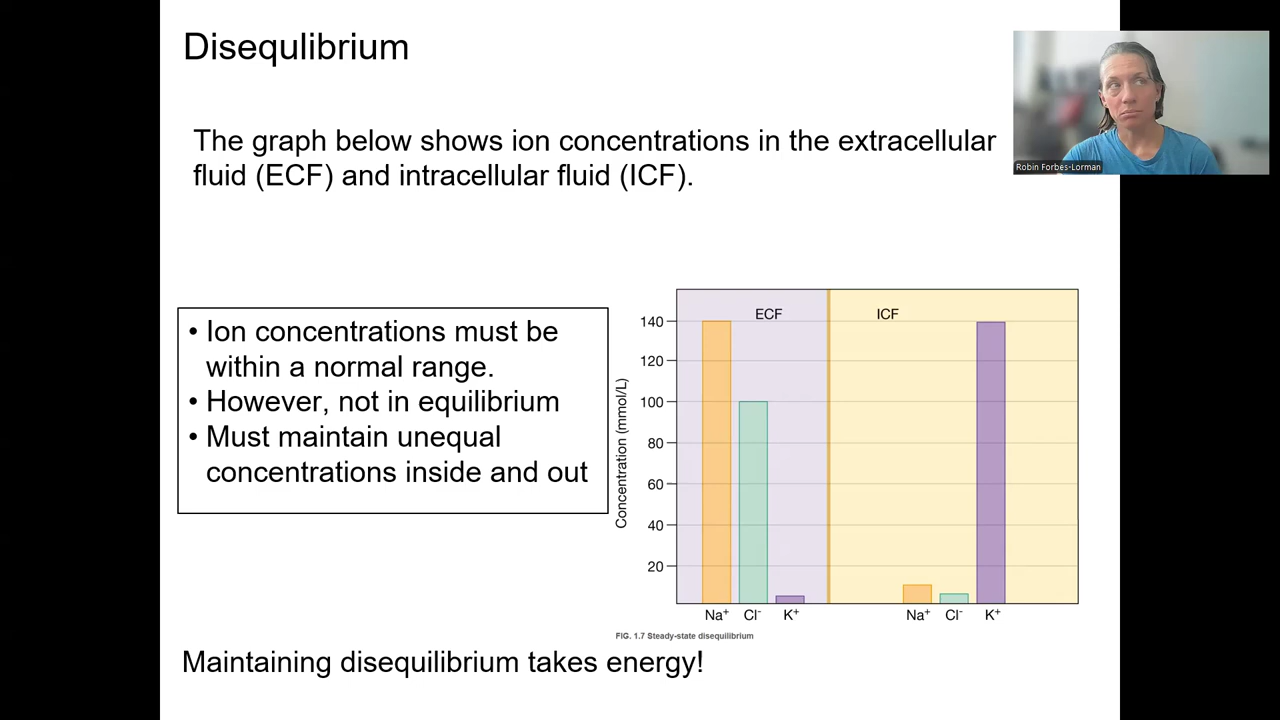 Disequlibrium
The graph below shows ion concentrations in the extracellular
fluid (ECF) and intracellular fluid (ICF).
Robin Forbes-Lorman
• Ion concentrations must be
within a normal range.
• However, not in equilibrium
• Must maintain unequal
concentrations inside and out
ECF
ICF
Concentration (mmol/L)
140
120
100
80
60
40
20
Na⁺ Cl⁻ K⁺ Na⁺ Cl⁻ K⁺
FIG. 1.7 Steady-state disequilibrium
Maintaining disequilibrium takes energy!